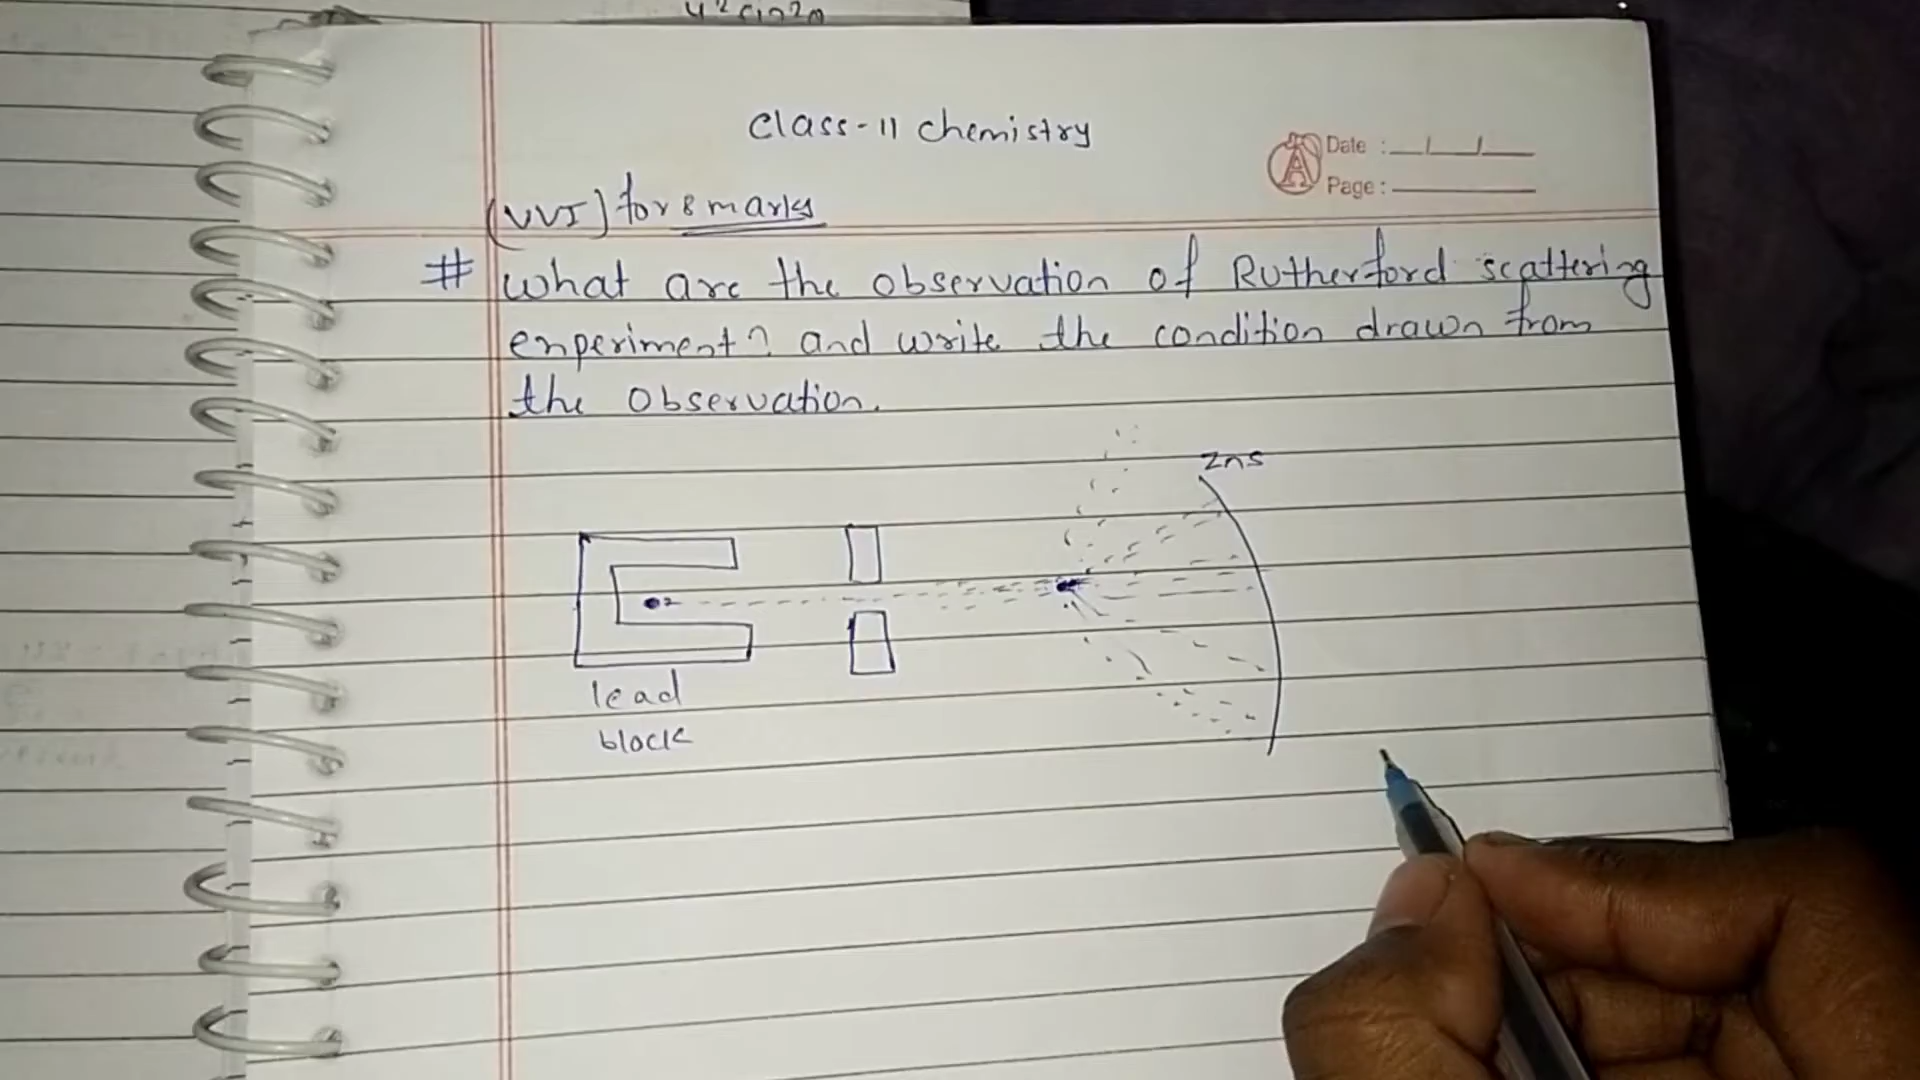 class-11 chemistry
Date :
Page :
(VVI) for 8 marks
# what are the observation of Rutherford scattering
experiment? and write the condition drawn from
the observation.
zns
lead
block